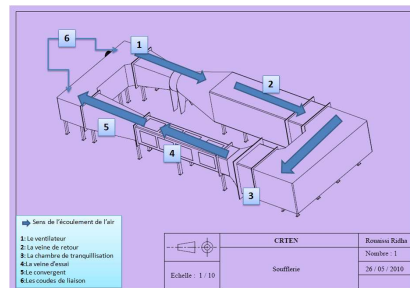 6
1
2
5
4
3
Sens de l'écoulement de l'air
1: Le ventilateur
2: La veine de retour
3: La chambre de tranquillisation
4:La veine d'essai
5:Le convergent
6:Les coudes de liaison
CRTEN
Rouassi Ridha
Nombre : 1
Echelle : 1 / 10
Soufflerie
26 / 05 / 2010